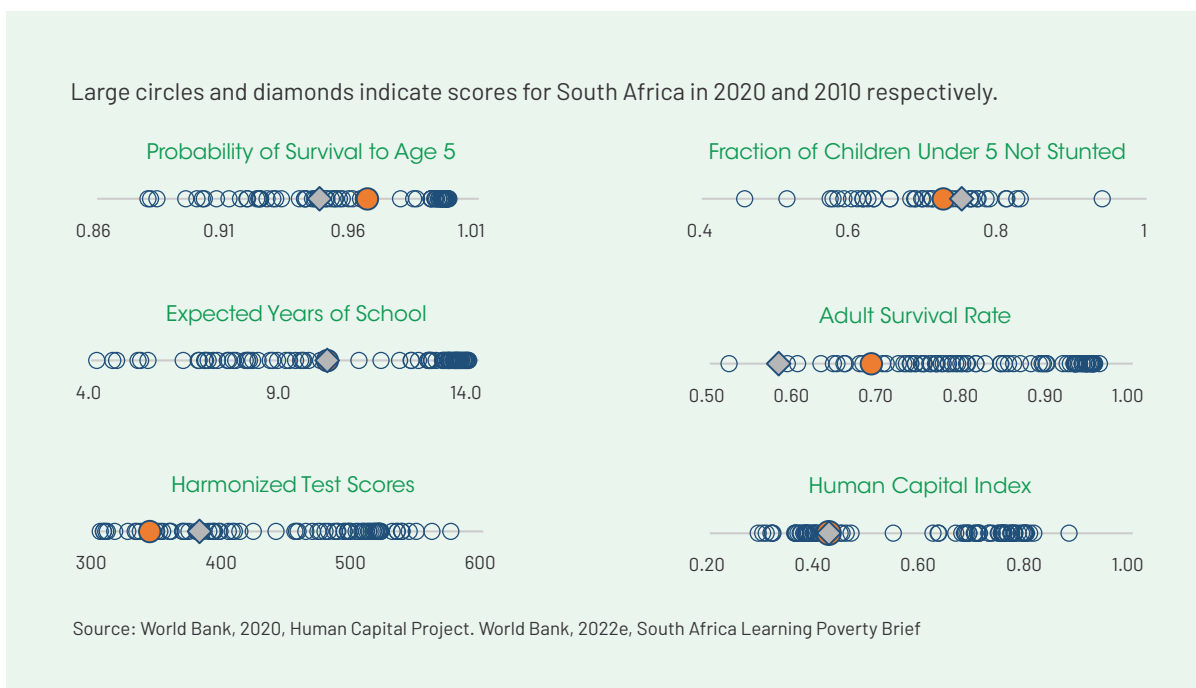 Large circles and diamonds indicate scores for South Africa in 2020 and 2010 respectively.
Probability of Survival to Age 5
0.86 0.91 0.96 1.01
Fraction of Children Under 5 Not Stunted
0.4 0.6 0.8 1
Expected Years of School
4.0 9.0 14.0
Adult Survival Rate
0.50 0.60 0.70 0.80 0.90 1.00
Harmonized Test Scores
300 400 500 600
Human Capital Index
0.20 0.40 0.60 0.80 1.00
Source: World Bank, 2020, Human Capital Project. World Bank, 2022e, South Africa Learning Poverty Brief